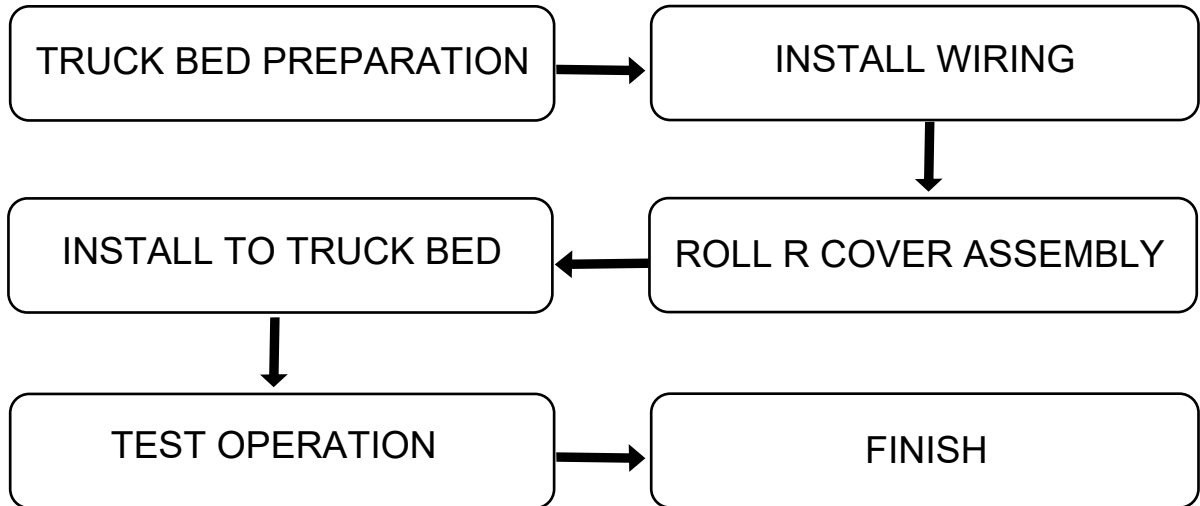 TRUCK BED PREPARATION
INSTALL WIRING
ROLL R COVER ASSEMBLY
INSTALL TO TRUCK BED
TEST OPERATION
FINISH